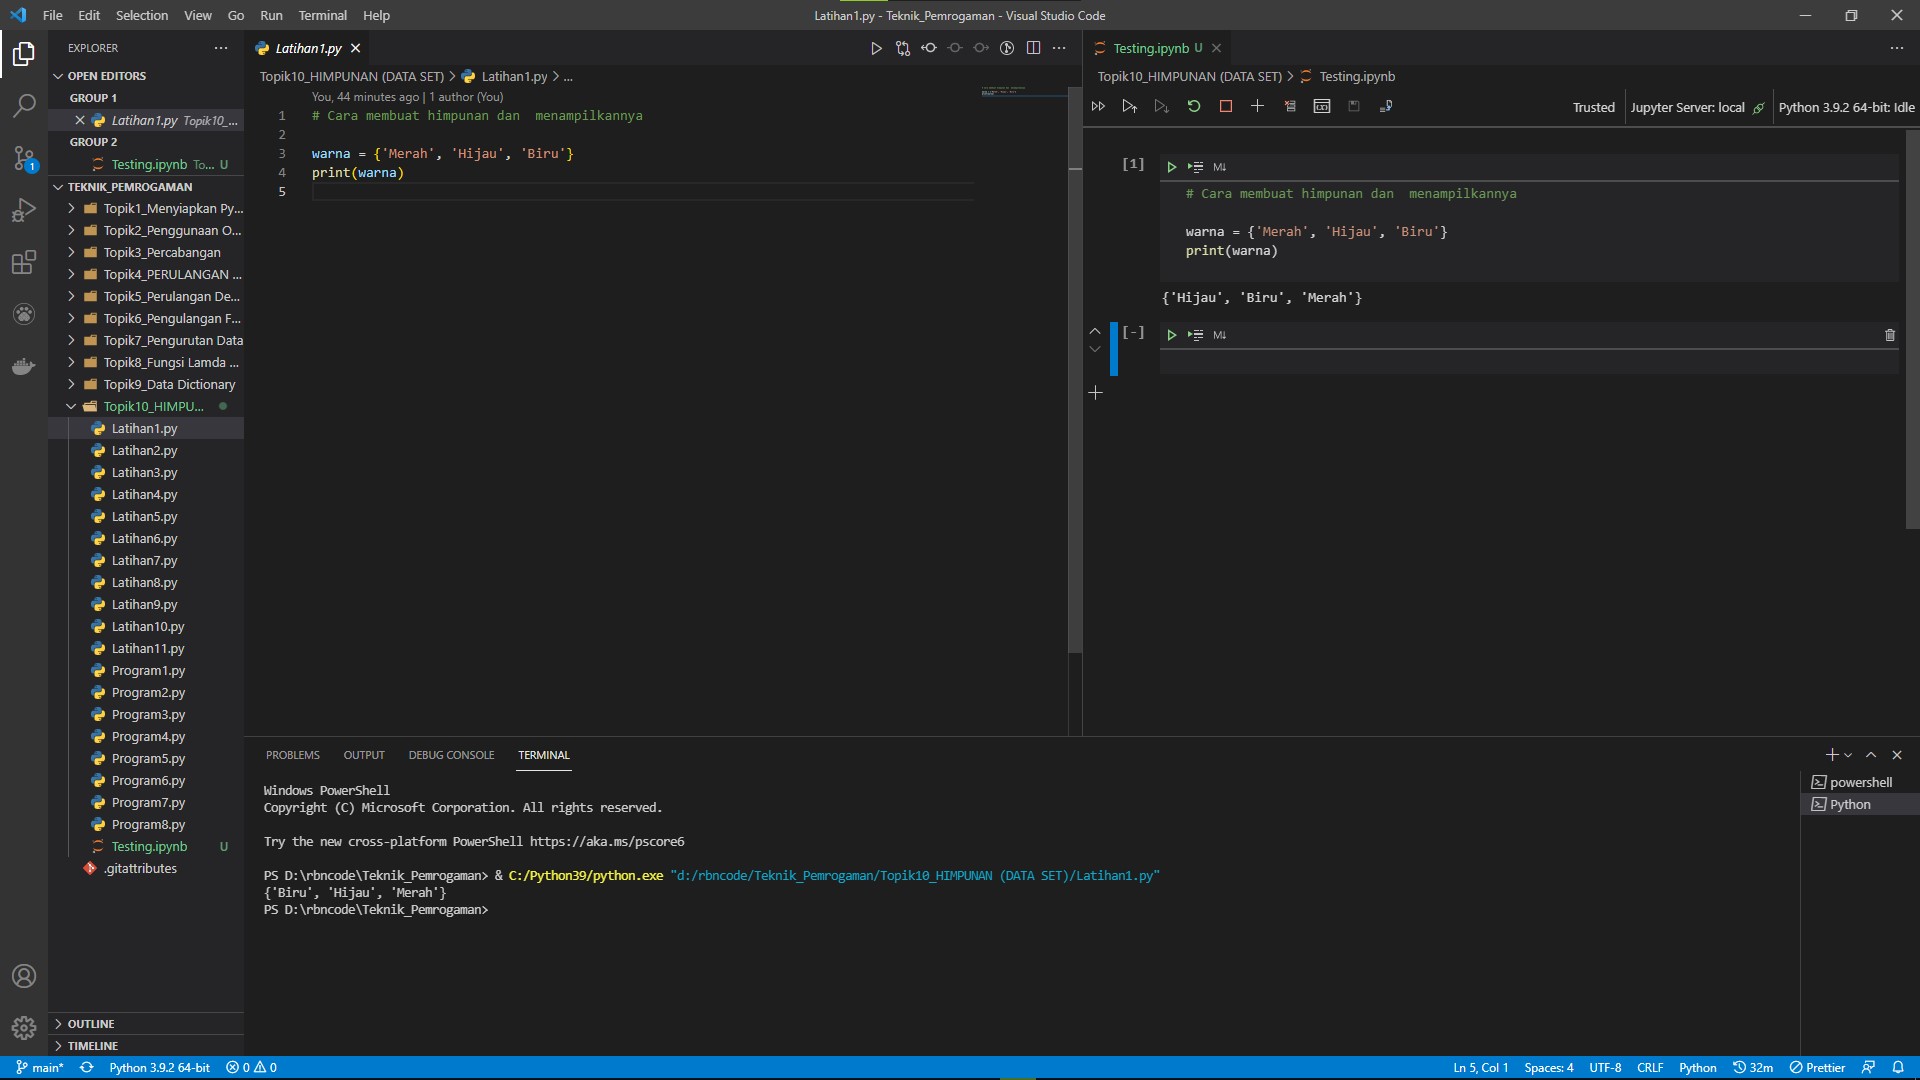 File Edit Selection View Go Run Terminal Help
Latihan1.py - Teknik_Pemrogaman - Visual Studio Code
EXPLORER
OPEN EDITORS
GROUP 1
Latihan1.py Topik10_...
GROUP 2
Testing.ipynb To... U
TEKNIK_PEMROGAMAN
Topik1_Menyiapkan Py...
Topik2_Penggunaan O...
Topik3_Percabangan
Topik4_PERULANGAN ...
Topik5_Perulangan De...
Topik6_Pengulangan F...
Topik7_Pengurutan Data
Topik8_Fungsi Lamda ...
Topik9_Data Dictionary
Topik10_HIMPU...
Latihan1.py
Latihan2.py
Latihan3.py
Latihan4.py
Latihan5.py
Latihan6.py
Latihan7.py
Latihan8.py
Latihan9.py
Latihan10.py
Latihan11.py
Program1.py
Program2.py
Program3.py
Program4.py
Program5.py
Program6.py
Program7.py
Program8.py
Testing.ipynb U
.gitattributes
OUTLINE
TIMELINE
1
Latihan1.py
Topik10_HIMPUNAN (DATA SET) > Latihan1.py > ...
You, 44 minutes ago | 1 author (You)
1 # Cara membuat himpunan dan  menampilkannya
2
3 warna = {'Merah', 'Hijau', 'Biru'}
4 print(warna)
5
Testing.ipynb U
Topik10_HIMPUNAN (DATA SET) > Testing.ipynb
Trusted Jupyter Server: local Python 3.9.2 64-bit: Idle
[1] M↓
# Cara membuat himpunan dan  menampilkannya
warna = {'Merah', 'Hijau', 'Biru'}
print(warna)
{'Hijau', 'Biru', 'Merah'}
[-] M↓
PROBLEMS OUTPUT DEBUG CONSOLE TERMINAL
Windows PowerShell
Copyright (C) Microsoft Corporation. All rights reserved.
Try the new cross-platform PowerShell https://aka.ms/pscore6
PS D:\rbncode\Teknik_Pemrogaman> & C:/Python39/python.exe "d:/rbncode/Teknik_Pemrogaman/Topik10_HIMPUNAN (DATA SET)/Latihan1.py"
{'Biru', 'Hijau', 'Merah'}
PS D:\rbncode\Teknik_Pemrogaman>
powershell
Python
main* Python 3.9.2 64-bit 0 0 Ln 5, Col 1 Spaces: 4 UTF-8 CRLF Python 32m Prettier